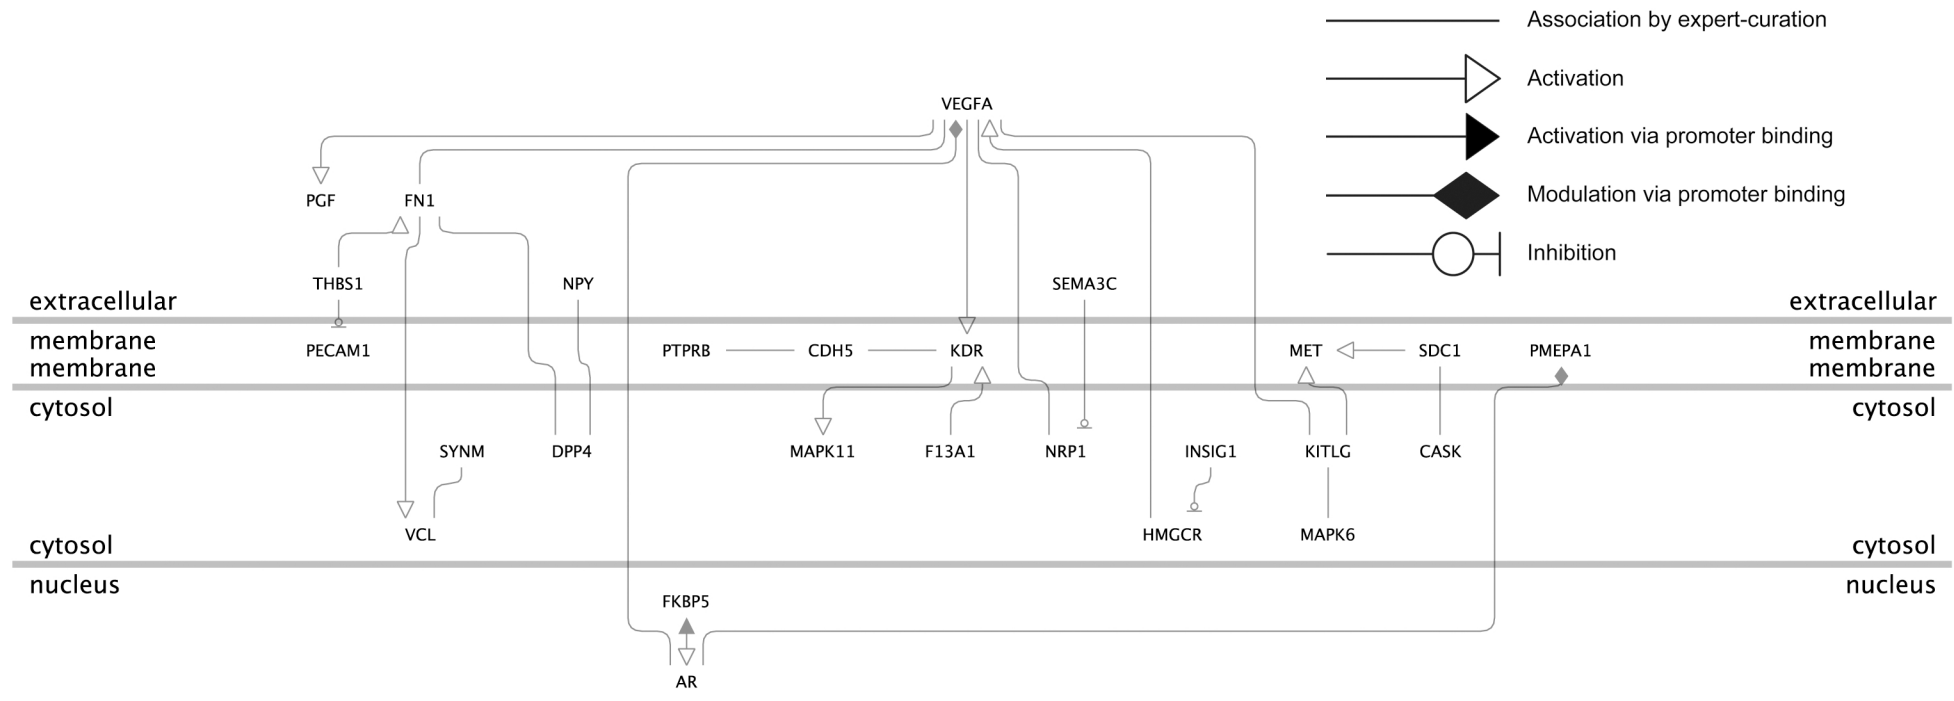 Association by expert-curation
Activation
VEGFA
Activation via promoter binding
PGF
FN1
Modulation via promoter binding
Inhibition
THBS1
NPY
SEMA3C
extracellular
extracellular
membrane
membrane
PECAM1
PTPRB
CDH5
KDR
MET
SDC1
PMEPA1
membrane
membrane
cytosol
cytosol
SYNM
DPP4
MAPK11
F13A1
NRP1
INSIG1
KITLG
CASK
VCL
HMGCR
MAPK6
cytosol
cytosol
nucleus
nucleus
FKBP5
AR